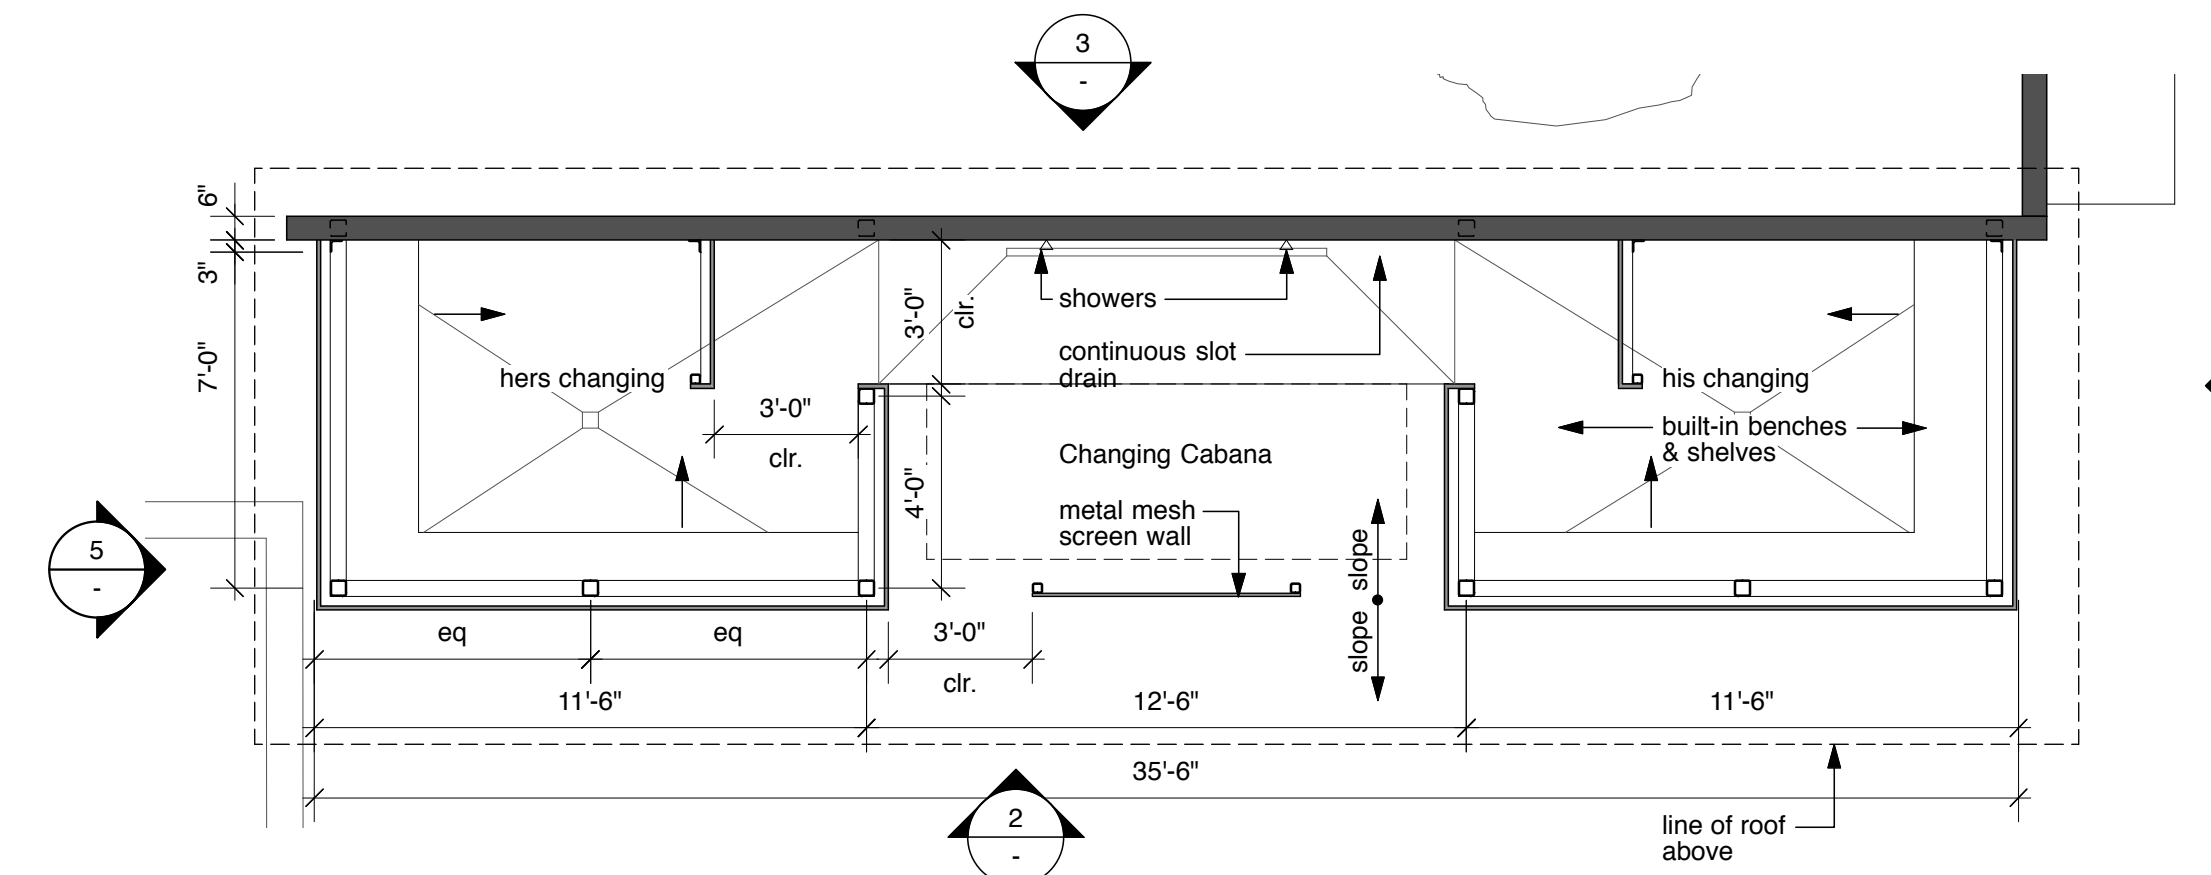 3
-
6"
3"
7'-0"
3'-0"
clr.
showers
continuous slot
drain
hers changing
his changing
3'-0"
clr.
built-in benches
& shelves
Changing Cabana
4'-0"
metal mesh
screen wall
slope
slope
5
-
eq
eq
3'-0"
clr.
11'-6"
12'-6"
11'-6"
35'-6"
2
-
line of roof
above